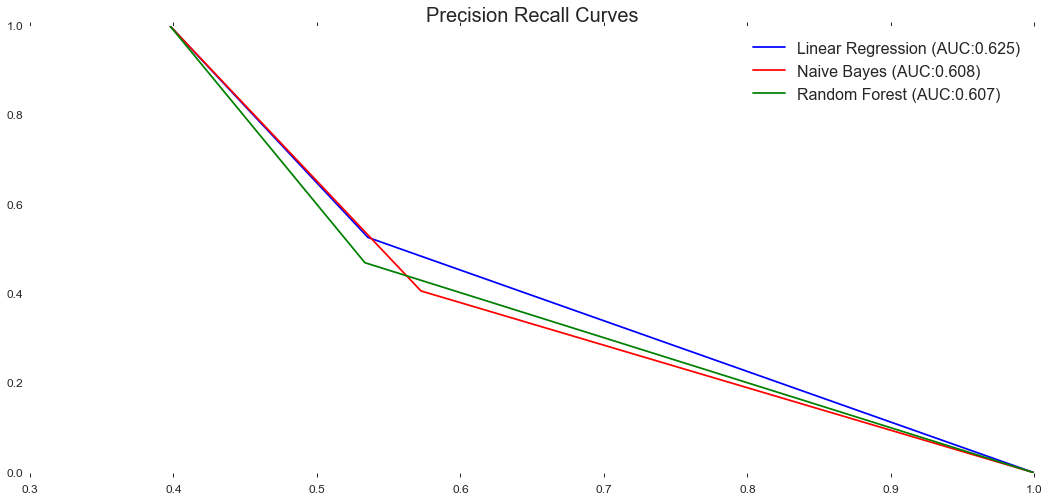 Precision Recall Curves
1.0
0.8
0.6
0.4
0.2
0.0
Linear Regression (AUC:0.625)
Naive Bayes (AUC:0.608)
Random Forest (AUC:0.607)
0.3 0.4 0.5 0.6 0.7 0.8 0.9 1.0